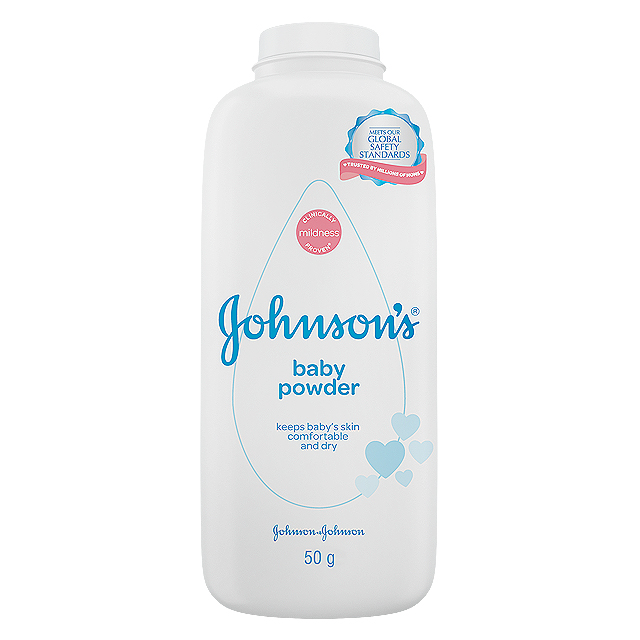 MEETS OUR
GLOBAL
SAFETY
STANDARDS
TRUSTED BY MILLIONS OF MOMS
CLINICALLY
mildness
PROVEN*
Johnson's®
baby
powder
keeps baby's skin
comfortable
and dry
Johnson & Johnson
50 g